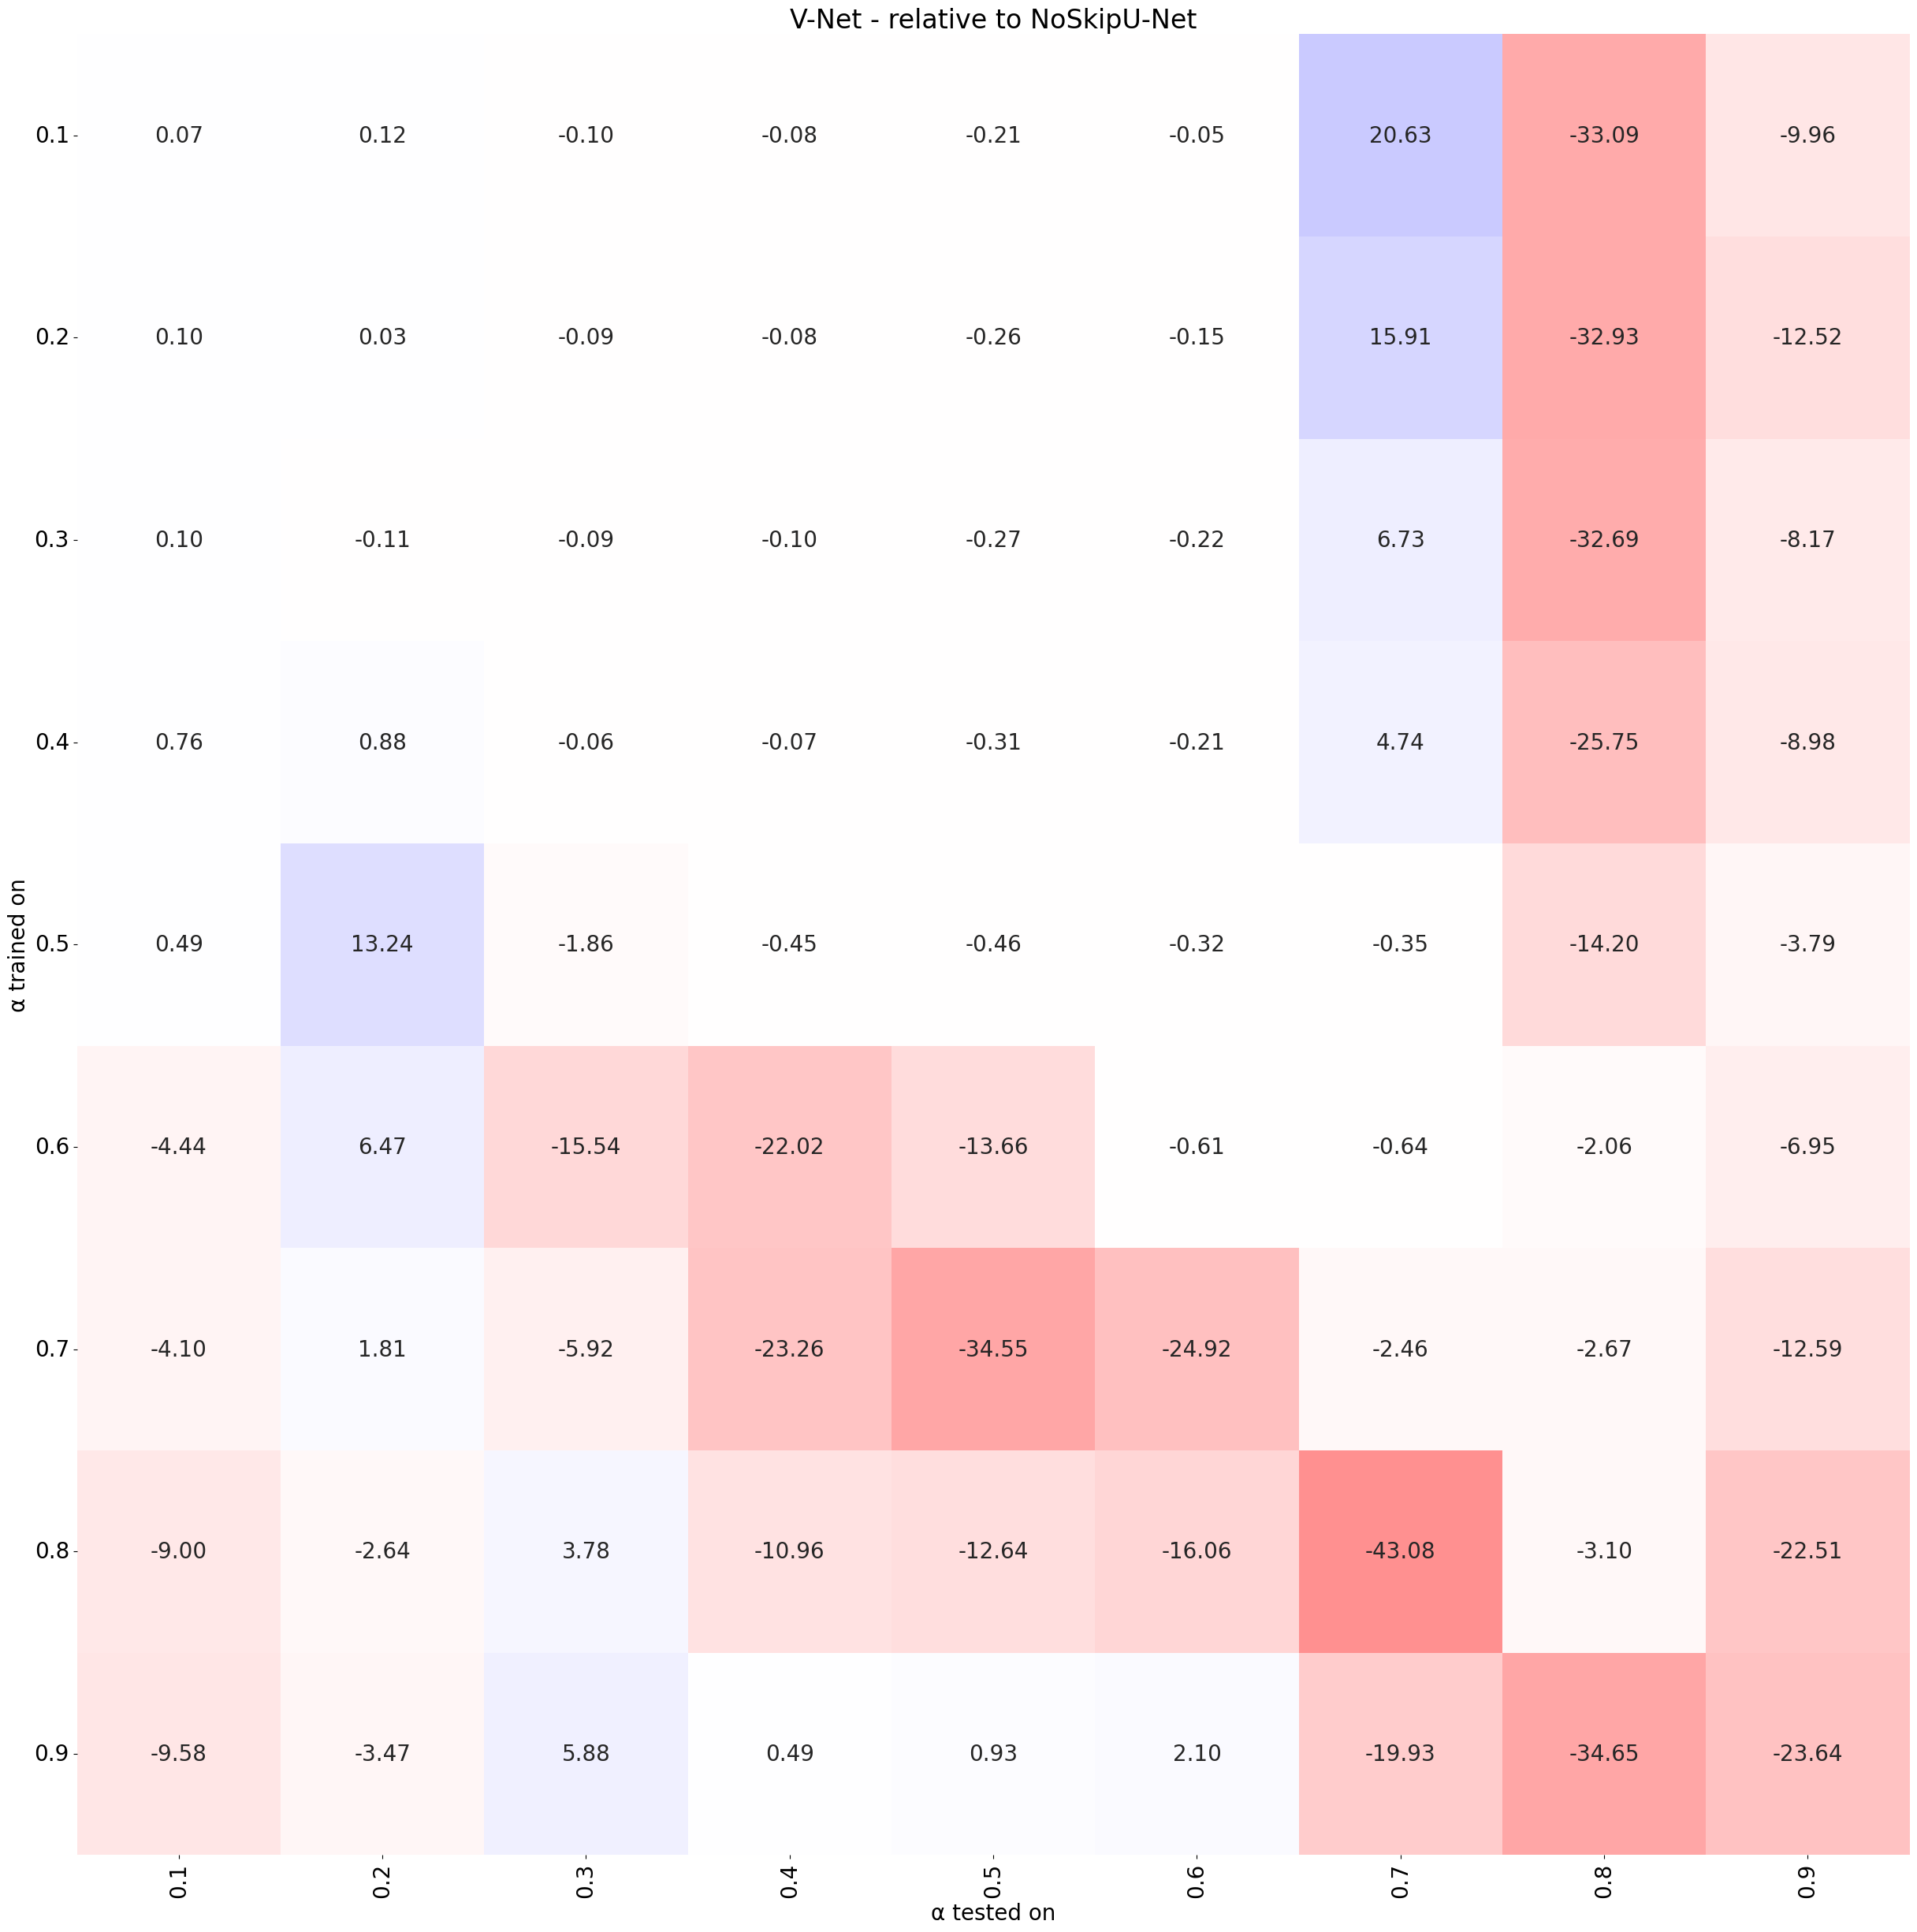 V-Net - relative to NoSkipU-Net
0.1 0.07 0.12 -0.10 -0.08 -0.21 -0.05 20.63 -33.09 -9.96
0.2 0.10 0.03 -0.09 -0.08 -0.26 -0.15 15.91 -32.93 -12.52
0.3 0.10 -0.11 -0.09 -0.10 -0.27 -0.22 6.73 -32.69 -8.17
0.4 0.76 0.88 -0.06 -0.07 -0.31 -0.21 4.74 -25.75 -8.98
α trained on
0.5 0.49 13.24 -1.86 -0.45 -0.46 -0.32 -0.35 -14.20 -3.79
0.6 -4.44 6.47 -15.54 -22.02 -13.66 -0.61 -0.64 -2.06 -6.95
0.7 -4.10 1.81 -5.92 -23.26 -34.55 -24.92 -2.46 -2.67 -12.59
0.8 -9.00 -2.64 3.78 -10.96 -12.64 -16.06 -43.08 -3.10 -22.51
0.9 -9.58 -3.47 5.88 0.49 0.93 2.10 -19.93 -34.65 -23.64
0.1 0.2 0.3 0.4 0.5 0.6 0.7 0.8 0.9
α tested on